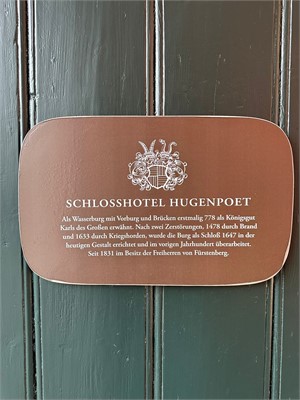 SCHLOSSHOTEL HUGENPOET
Als Wasserburg mit Vorburg und Brücken erstmalig 778 als Königsgut
Karls des Großen erwähnt. Nach zwei Zerstörungen, 1478 durch Brand
und 1633 durch Kriegshorden, wurde die Burg als Schloß 1647 in der
heutigen Gestalt errichtet und im vorigen Jahrhundert überarbeitet.
Seit 1831 im Besitz der Freiherren von Fürstenberg.